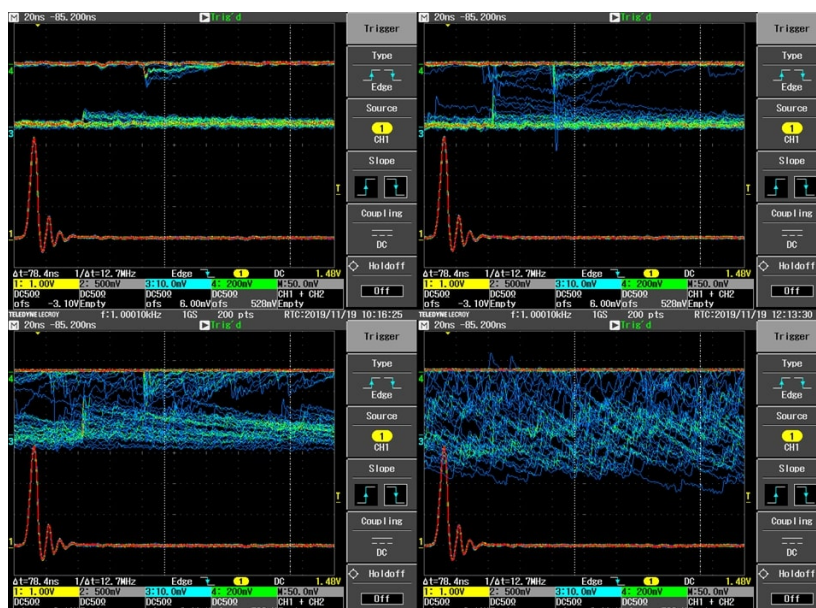 M 20ns -85.200ns Trig'd
Trigger
Type
Edge
Source
1
CH1
Slope
Coupling
DC
Holdoff
Off
4
3
1
T
Δt=78.4ns 1/Δt=12.7MHz Edge 1 DC 1.48V
1: 1.00V 2: 500mV 3:10.0mV 4: 200mV M:50.0mV
DC50Ω DC50Ω DC50Ω DC50Ω CH1 + CH2
ofs -3.10V Empty ofs 6.00mV ofs 528mV Empty
TELEDYNE LECROY f:1.00010kHz 1GS 200 pts RTC:2019/11/19 10:16:25
M 20ns -85.200ns Trig'd
Trigger
Type
Edge
Source
1
CH1
Slope
Coupling
DC
Holdoff
Off
4
3
1
T
Δt=78.4ns 1/Δt=12.7MHz Edge 1 DC 1.48V
1: 1.00V 2: 500mV 3:10.0mV 4: 200mV M:50.0mV
DC50Ω DC50Ω DC50Ω DC50Ω CH1 + CH2
ofs -3.10V Empty ofs 6.00mV ofs 528mV Empty
TELEDYNE LECROY f:1.00010kHz 1GS 200 pts RTC:2019/11/19 12:13:30
M 20ns -85.200ns Trig'd
Trigger
Type
Edge
Source
1
CH1
Slope
Coupling
DC
Holdoff
Off
4
3
1
T
Δt=78.4ns 1/Δt=12.7MHz Edge 1 DC 1.48V
1: 1.00V 2: 500mV 3:10.0mV 4: 200mV M:50.0mV
DC50Ω DC50Ω DC50Ω DC50Ω CH1 + CH2
M 20ns -85.200ns Trig'd
Trigger
Type
Edge
Source
1
CH1
Slope
Coupling
DC
Holdoff
Off
4
3
1
T
Δt=78.4ns 1/Δt=12.7MHz Edge 1 DC 1.48V
1: 1.00V 2: 500mV 3:10.0mV 4: 200mV M:50.0mV
DC50Ω DC50Ω DC50Ω DC50Ω CH1 + CH2